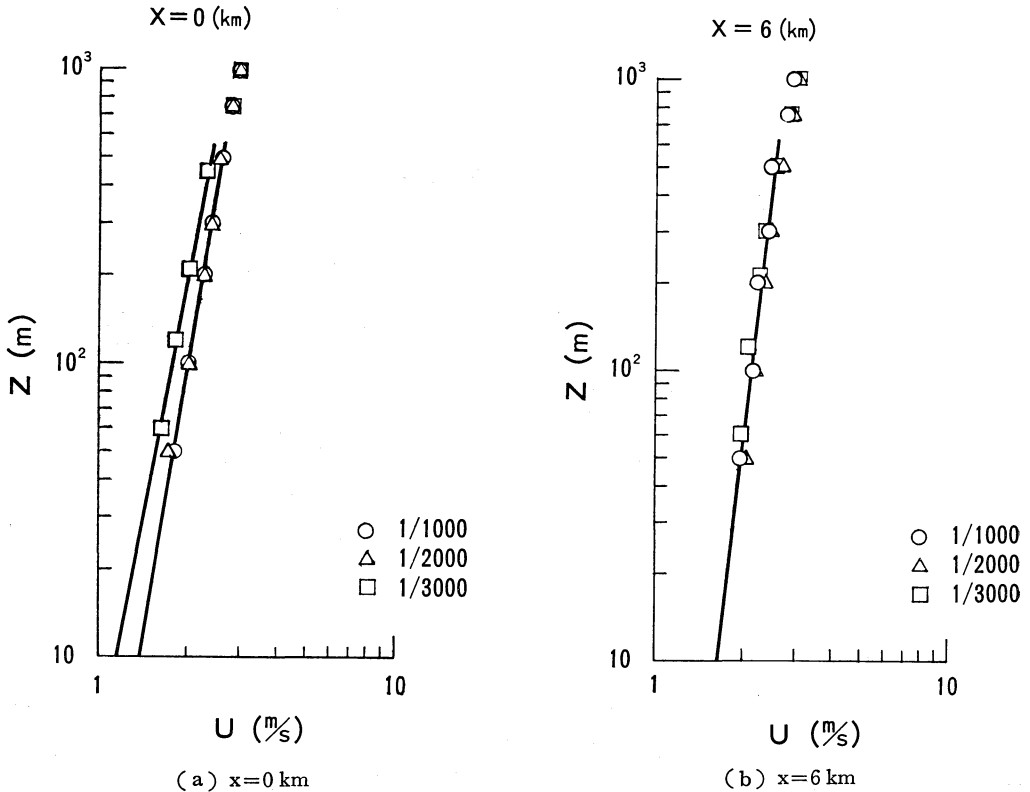 X=0 (km)
10³
10²
10
Z (m)
1
10
U (m/s)
○ 1/1000
△ 1/2000
□ 1/3000
(a) x=0 km
X=6 (km)
10³
10²
10
Z (m)
1
10
U (m/s)
○ 1/1000
△ 1/2000
□ 1/3000
(b) x=6 km